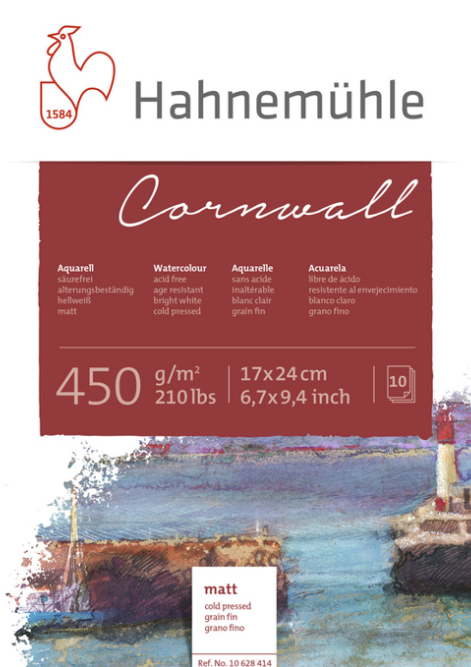 1584
Hahnemühle
Cornwall
Aquarell
säurefrei
alterungsbeständig
hellweiß
matt
Watercolour
acid free
age resistant
bright white
cold pressed
Aquarelle
sans acide
inaltérable
blanc clair
grain fin
Acuarela
libre de ácido
resistente al envejecimiento
blanco claro
grano fino
450 g/m²
210 lbs
17x24 cm
6,7x9,4 inch
10
matt
cold pressed
grain fin
grano fino
Ref. No. 10 628 414